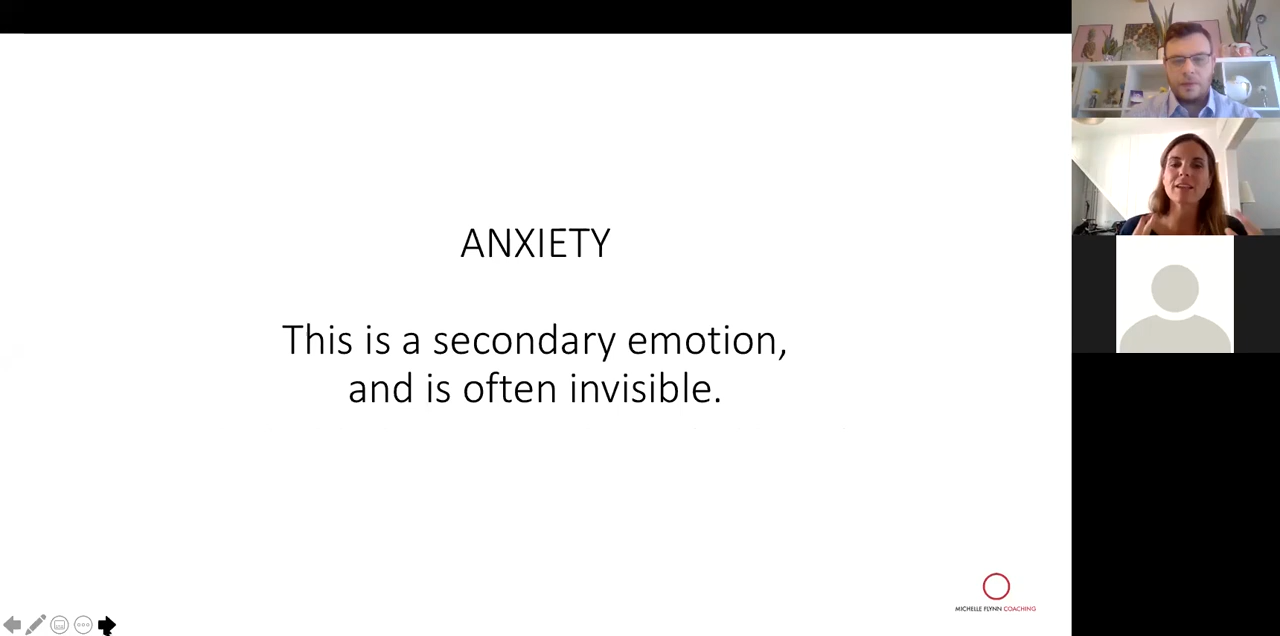 ANXIETY
This is a secondary emotion,
and is often invisible.
MICHELLE FLYNN COACHING